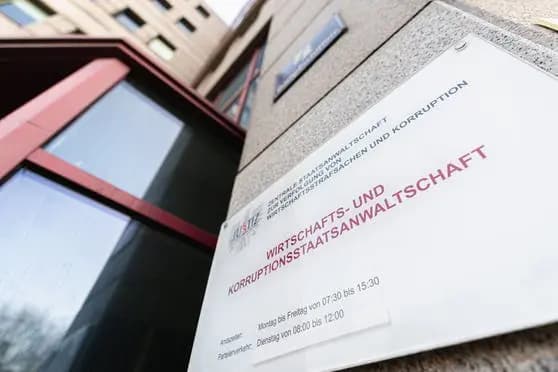 JUSTIZ
ZENTRALE STAATSANWALTSCHAFT
ZUR VERFOLGUNG VON
WIRTSCHAFTSSTRAFSACHEN UND KORRUPTION
WIRTSCHAFTS- UND
KORRUPTIONSSTAATSANWALTSCHAFT
Amtszeiten: Montag bis Freitag von 07:30 bis 15:30
Parteienverkehr: Dienstag von 08:00 bis 12:00